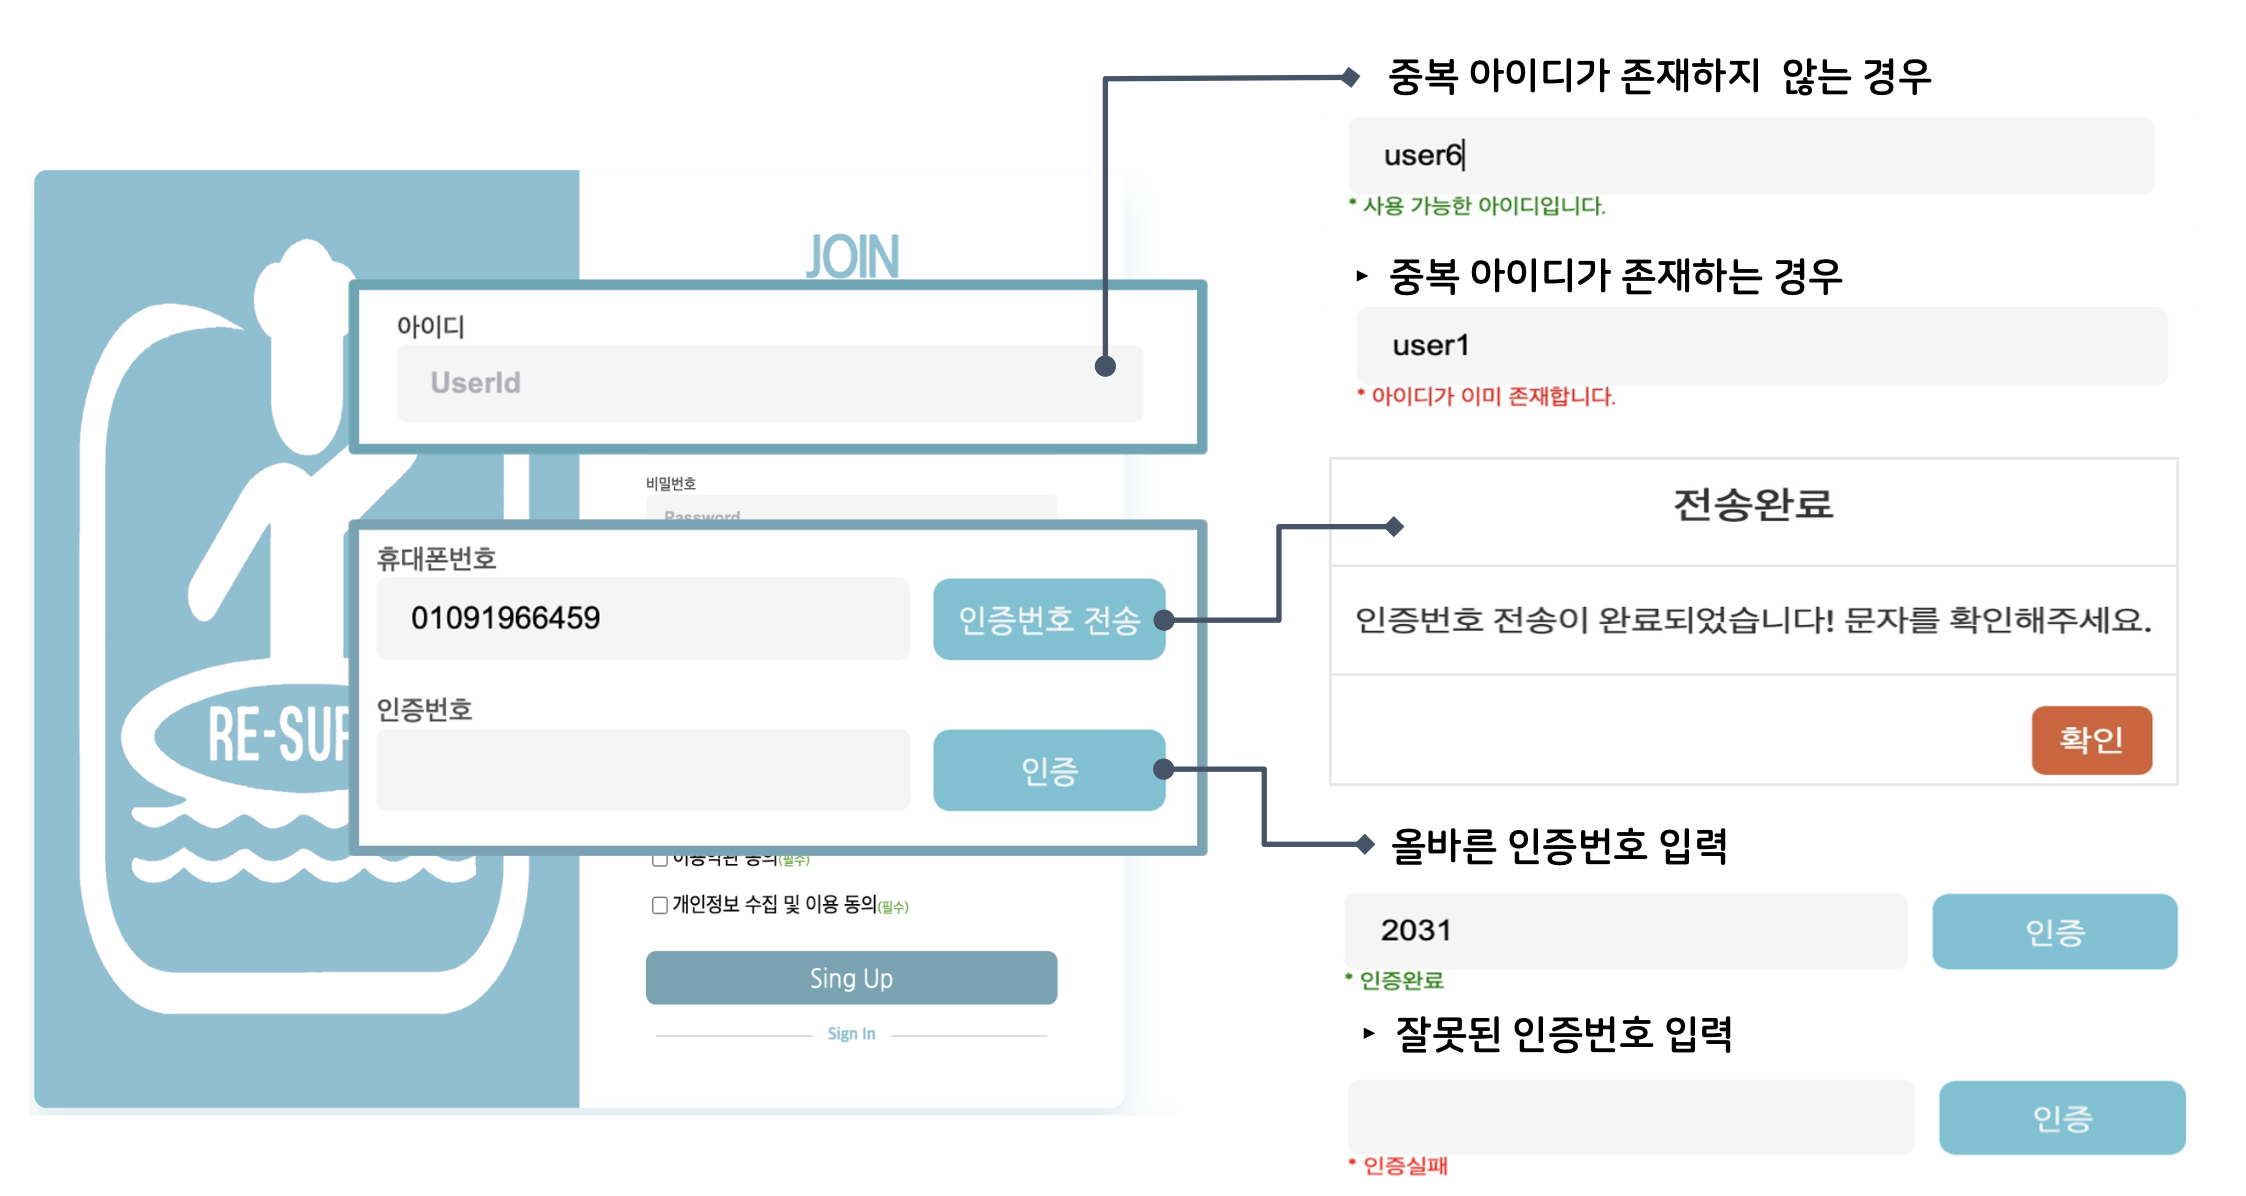 JOIN
아이디
UserId
비밀번호
Password
휴대폰번호
01091966459
인증번호 전송
인증번호
인증
RE-SUP
이용약관 동의(필수)
개인정보 수집 및 이용 동의(필수)
Sing Up
Sign In
중복 아이디가 존재하지 않는 경우
user6
* 사용 가능한 아이디입니다.
▸ 중복 아이디가 존재하는 경우
user1
* 아이디가 이미 존재합니다.
전송완료
인증번호 전송이 완료되었습니다! 문자를 확인해주세요.
확인
올바른 인증번호 입력
2031
인증
* 인증완료
▸ 잘못된 인증번호 입력
인증
* 인증실패